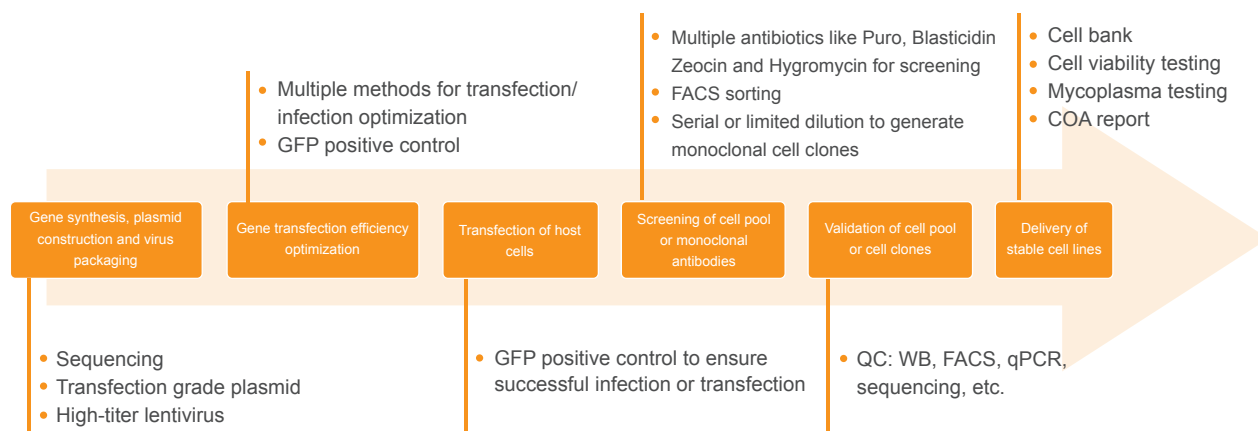 Multiple antibiotics like Puro, Blasticidin
Zeocin and Hygromycin for screening
FACS sorting
Serial or limited dilution to generate
monoclonal cell clones
Cell bank
Cell viability testing
Mycoplasma testing
COA report
Multiple methods for transfection/
infection optimization
GFP positive control
Gene synthesis, plasmid
construction and virus
packaging
Gene transfection efficiency
optimization
Transfection of host
cells
Screening of cell pool
or monoclonal
antibodies
Validation of cell pool
or cell clones
Delivery of
stable cell lines
Sequencing
Transfection grade plasmid
High-titer lentivirus
GFP positive control to ensure
successful infection or transfection
QC: WB, FACS, qPCR,
sequencing, etc.